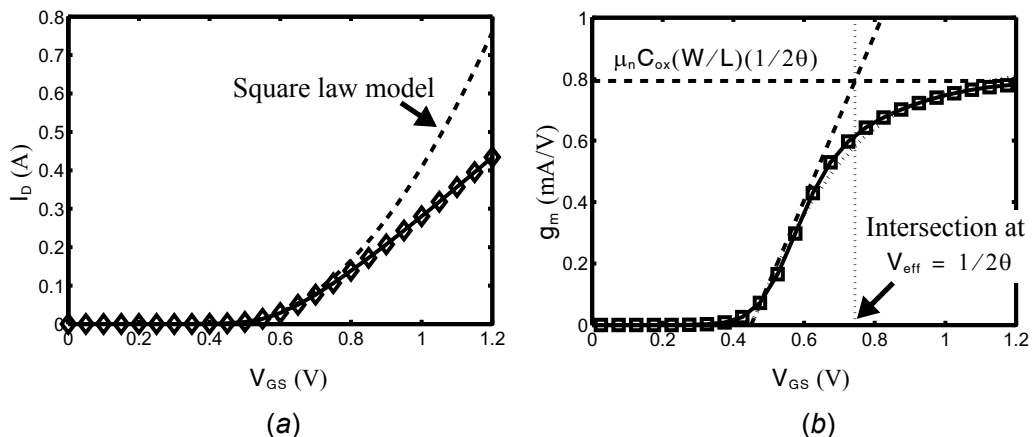 0.8
0.7
0.6
0.5
0.4
0.3
0.2
0.1
0
I_D (A)
Square law model
0 0.2 0.4 0.6 0.8 1 1.2
V_GS (V)
(a)
1
0.8
0.6
0.4
0.2
0
g_m (mA/V)
μ_nC_ox(W/L)(1/2θ)
Intersection at
V_eff = 1/2θ
0 0.2 0.4 0.6 0.8 1 1.2
V_GS (V)
(b)